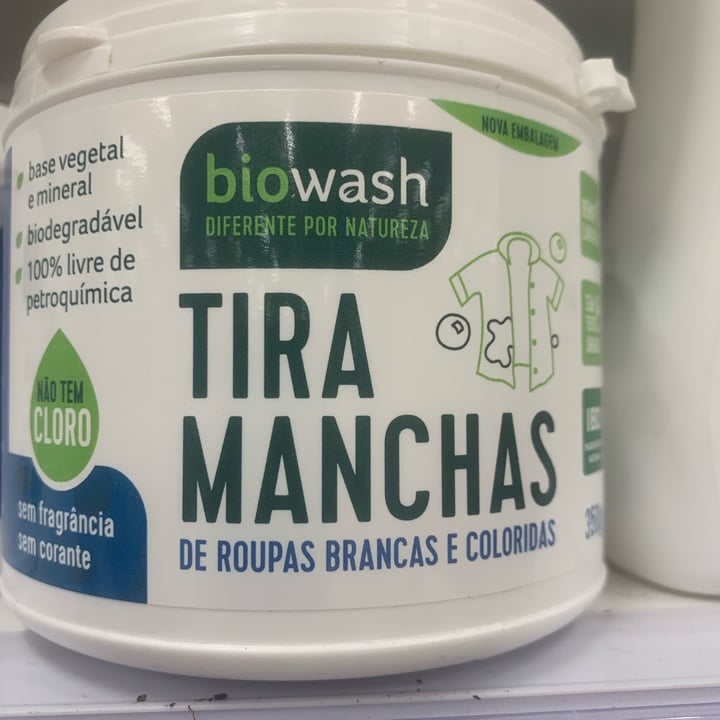 base vegetal
e mineral
biodegradável
100% livre de
petroquímica
NÃO TEM
CLORO
sem fragrância
sem corante
NOVA EMBALAGEM
biowash
DIFERENTE POR NATUREZA
TIRA
MANCHAS
DE ROUPAS BRANCAS E COLORIDAS